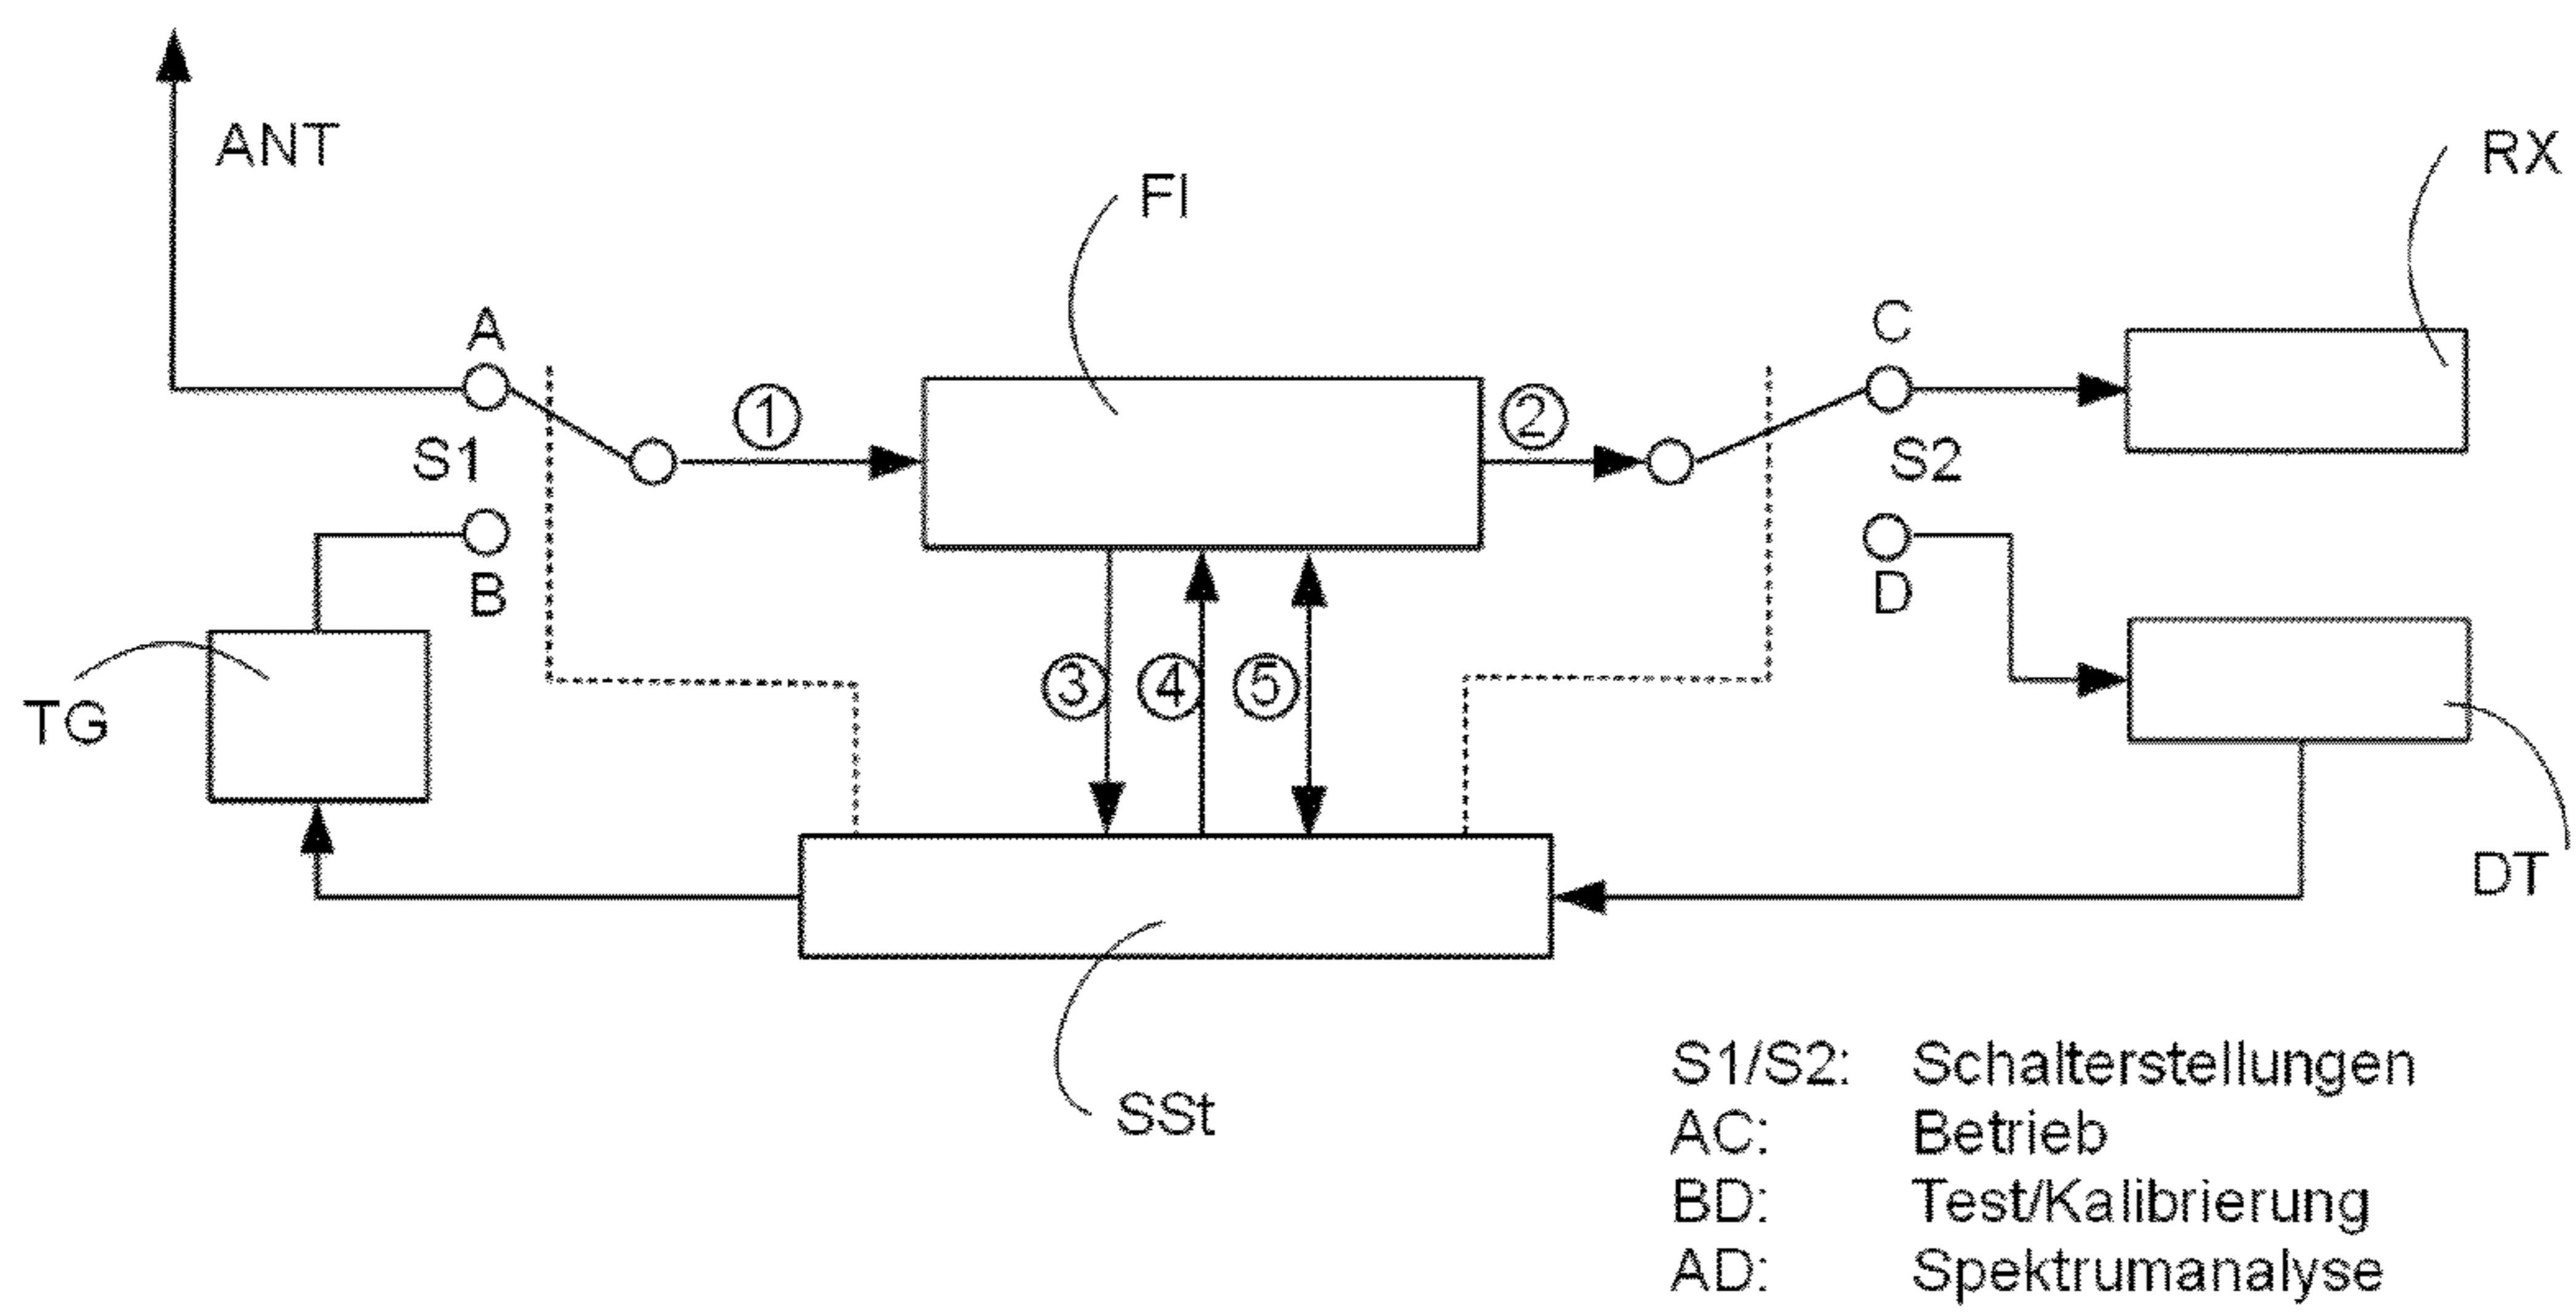 ANT
RX
FI
A
C
①
②
S1
S2
B
D
③ ④ ⑤
TG
DT
SSt
S1/S2: Schalterstellungen
AC: Betrieb
BD: Test/Kalibrierung
AD: Spektrumanalyse